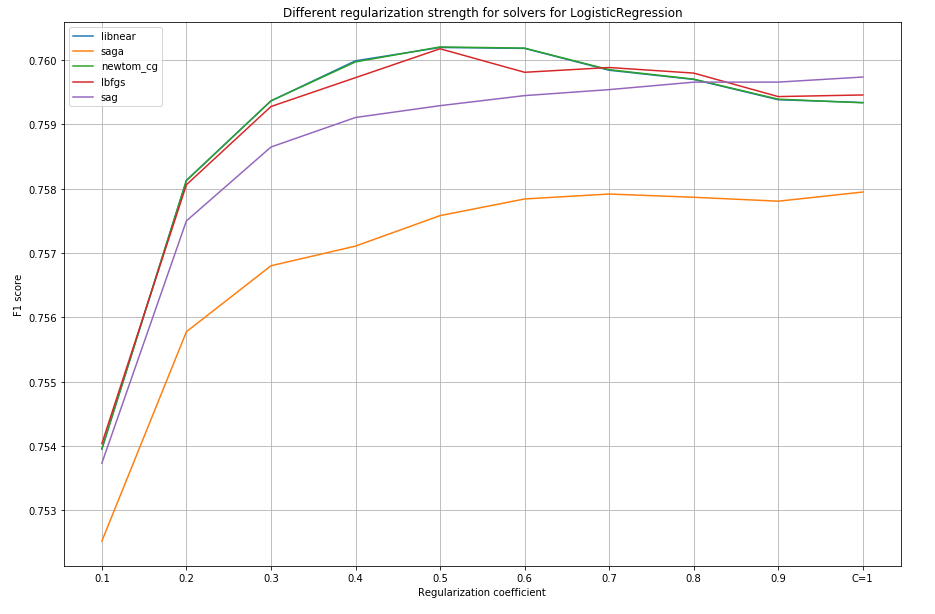 Different regularization strength for solvers for LogisticRegression
libnear
saga
newtom_cg
lbfgs
sag
F1 score
0.760
0.759
0.758
0.757
0.756
0.755
0.754
0.753
0.1 0.2 0.3 0.4 0.5 0.6 0.7 0.8 0.9 C=1
Regularization coefficient